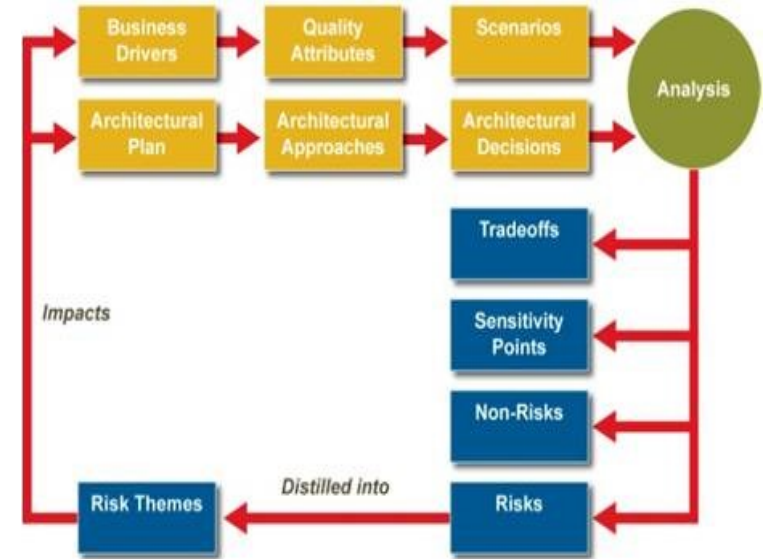 Business
Drivers
Quality
Attributes
Scenarios
Analysis
Architectural
Plan
Architectural
Approaches
Architectural
Decisions
Tradeoffs
Impacts
Sensitivity
Points
Non-Risks
Distilled into
Risk Themes
Risks